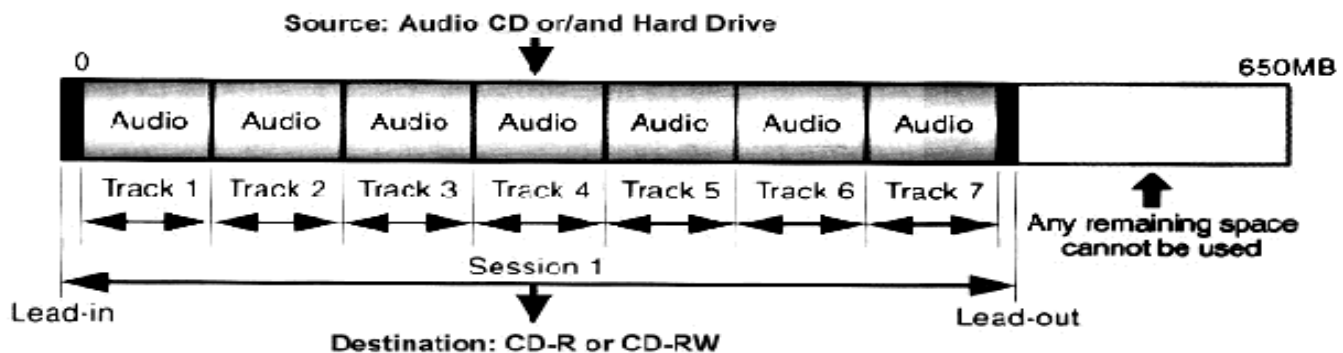 Source: Audio CD or/and Hard Drive
0 650MB
Audio Audio Audio Audio Audio Audio Audio
Track 1 Track 2 Track 3 Track 4 Track 5 Track 6 Track 7
Any remaining space
cannot be used
Session 1
Lead-in Lead-out
Destination: CD-R or CD-RW